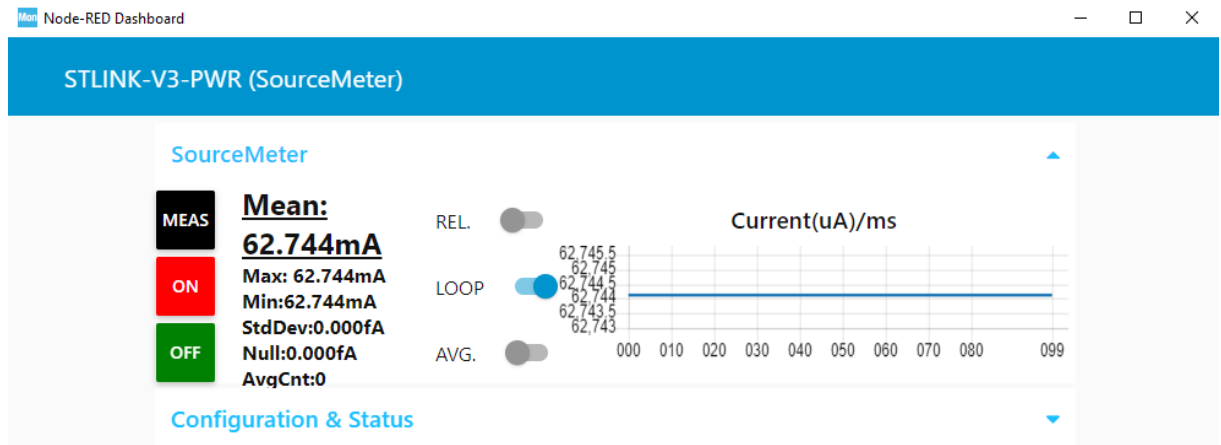 Mon Node-RED Dashboard
STLINK-V3-PWR (SourceMeter)
SourceMeter
MEAS
ON
OFF
Mean:
62.744mA
Max: 62.744mA
Min:62.744mA
StdDev:0.000fA
Null:0.000fA
AvgCnt:0
REL.
LOOP
AVG.
Current(uA)/ms
62,745.5
62,745
62,744.5
62,744
62,743.5
62,743
000 010 020 030 040 050 060 070 080 099
Configuration & Status